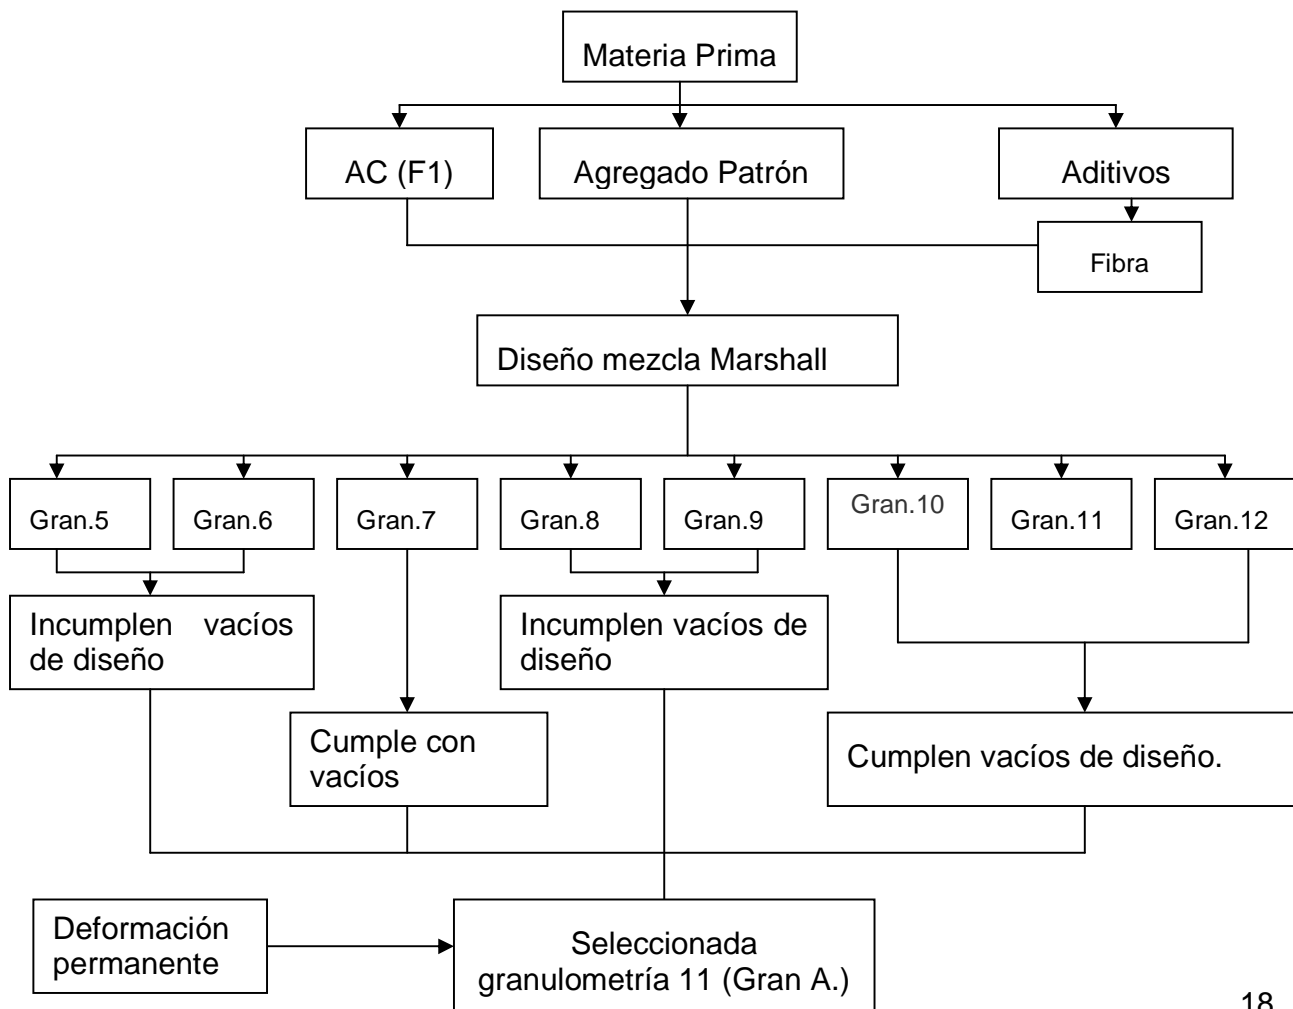 Materia Prima
AC (F1)
Agregado Patrón
Aditivos
Fibra
Diseño mezcla Marshall
Gran.5
Gran.6
Gran.7
Gran.8
Gran.9
Gran.10
Gran.11
Gran.12
Incumplen vacíos
de diseño
Incumplen vacíos de
diseño
Cumple con
vacíos
Cumplen vacíos de diseño.
Deformación
permanente
Seleccionada
granulometría 11 (Gran A.)
18